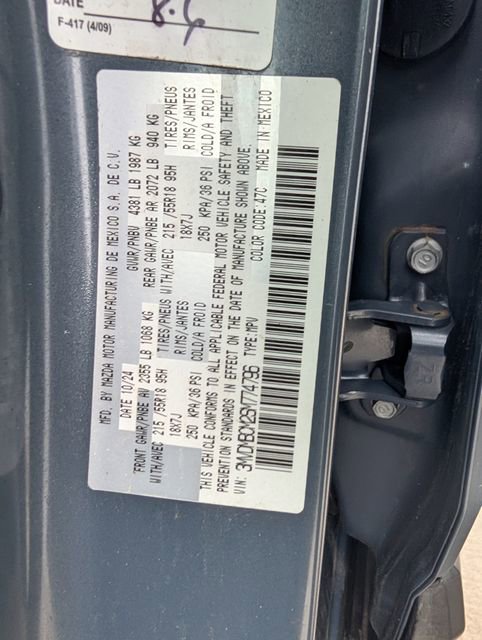 DATE 8.6
F-417 (4/09)
MFD. BY MAZDA MOTOR MANUFACTURING DE MEXICO S.A. DE C.V.
DATE 10/24 GVWR/PNBV 4381 LB 1987 KG
FRONT GAWR/PNBE AV 2355 LB 1068 KG REAR GAWR/PNBE AR 2072 LB 940 KG
WITH/AVEC 215/55R18 95H TIRES/PNEUS WITH/AVEC 215/55R18 95H TIRES/PNEUS
18X7J RIMS/JANTES 18X7J RIMS/JANTES
250 KPA/36 PSI COLD/A FROID 250 KPA/36 PSI COLD/A FROID
THIS VEHICLE CONFORMS TO ALL APPLICABLE FEDERAL MOTOR VEHICLE SAFETY AND THEFT
STANDARDS IN EFFECT ON THE DATE OF MANUFACTURE SHOWN ABOVE.
VIN: TYPE: MPV COLOR CODE: 47C MADE IN MEXICO
ZR